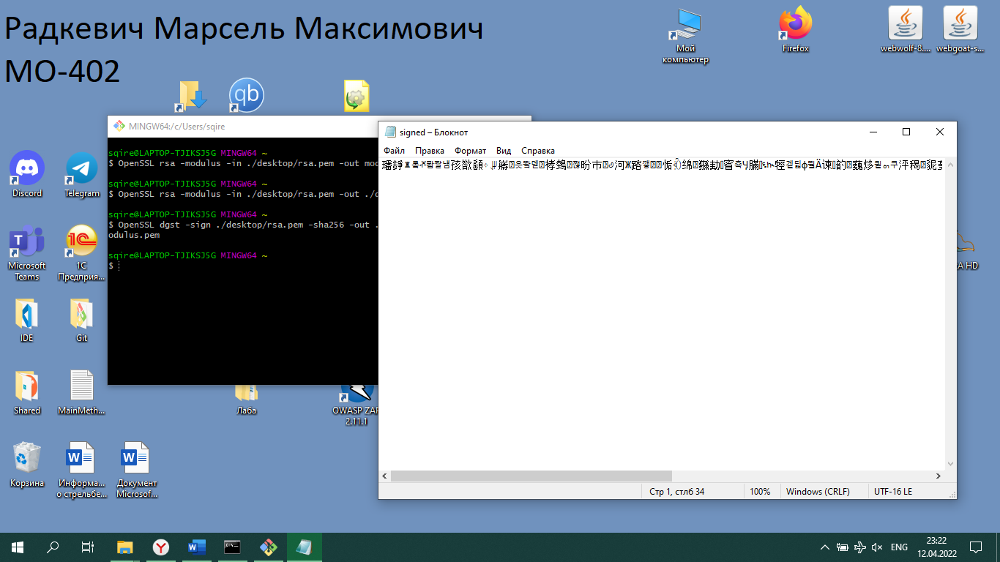 Радкевич Марсель Максимович
МО-402
Мой
компьютер
Firefox
webwolf-8....
webgoat-s...
qb
MINGW64:/c/Users/sqire
sqire@LAPTOP-TJIKSJ5G MINGW64 ~
$ OpenSSL rsa -modulus -in ./desktop/rsa.pem -out mod
sqire@LAPTOP-TJIKSJ5G MINGW64 ~
$ OpenSSL rsa -modulus -in ./desktop/rsa.pem -out ./
sqire@LAPTOP-TJIKSJ5G MINGW64 ~
$ OpenSSL dgst -sign ./desktop/rsa.pem -sha256 -out .
odulus.pem
sqire@LAPTOP-TJIKSJ5G MINGW64 ~
$
signed – Блокнот
Файл Правка Формат Вид Справка
Стр 1, стлб 34
100%
Windows (CRLF)
UTF-16 LE
Discord
Telegram
Microsoft
Teams
1С
Предприя...
A HD
IDE
Git
Shared
MainMeth...
Лаба
OWASP ZAP
2.11.1
Корзина
Информа...
о стрельбе...
Документ
Microsof...
ENG
23:22
12.04.2022